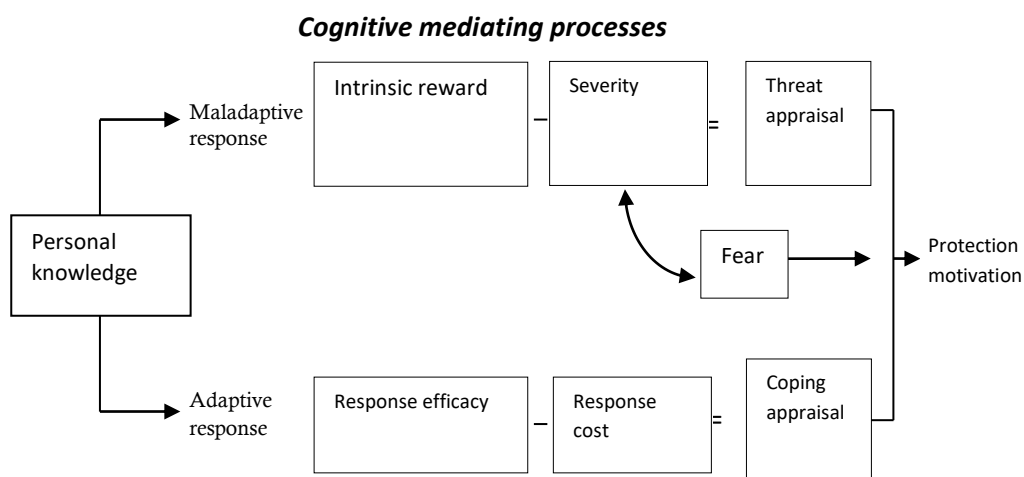 Cognitive mediating processes
Intrinsic reward
–
Severity
=
Threat
appraisal
Maladaptive
response
Personal
knowledge
Fear
Protection
motivation
Adaptive
response
Response efficacy
–
Response
cost
=
Coping
appraisal